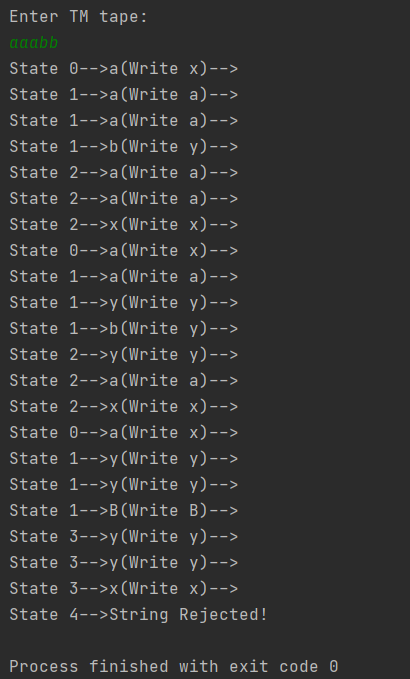 Enter TM tape:
aaabb
State 0-->a(Write x)-->
State 1-->a(Write a)-->
State 1-->a(Write a)-->
State 1-->b(Write y)-->
State 2-->a(Write a)-->
State 2-->a(Write a)-->
State 2-->x(Write x)-->
State 0-->a(Write x)-->
State 1-->a(Write a)-->
State 1-->y(Write y)-->
State 1-->b(Write y)-->
State 2-->y(Write y)-->
State 2-->a(Write a)-->
State 2-->x(Write x)-->
State 0-->a(Write x)-->
State 1-->y(Write y)-->
State 1-->y(Write y)-->
State 1-->B(Write B)-->
State 3-->y(Write y)-->
State 3-->y(Write y)-->
State 3-->x(Write x)-->
State 4-->String Rejected!
Process finished with exit code 0